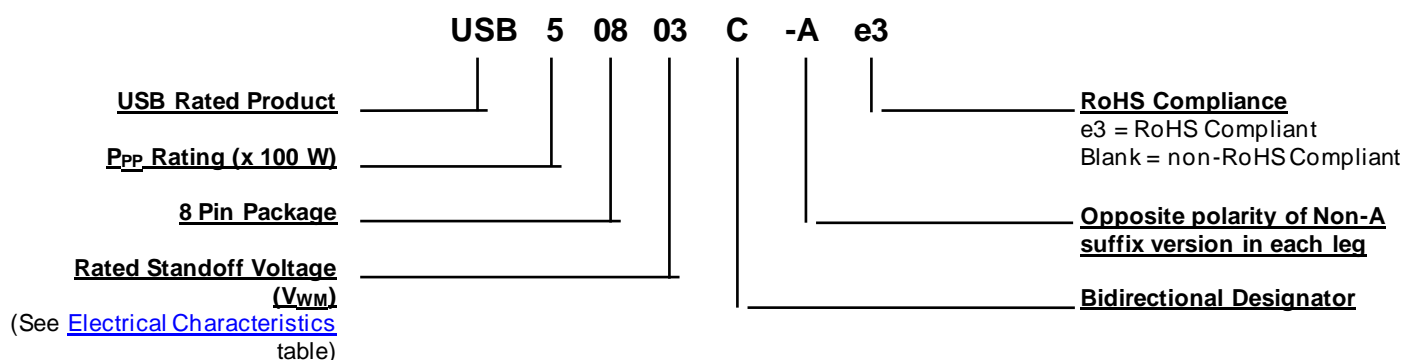 USB 5 08 03 C -A e3
USB Rated Product
PPP Rating (x 100 W)
8 Pin Package
Rated Standoff Voltage
(VWM)
(See Electrical Characteristics
table)
RoHS Compliance
e3 = RoHS Compliant
Blank = non-RoHS Compliant
Opposite polarity of Non-A
suffix version in each leg
Bidirectional Designator